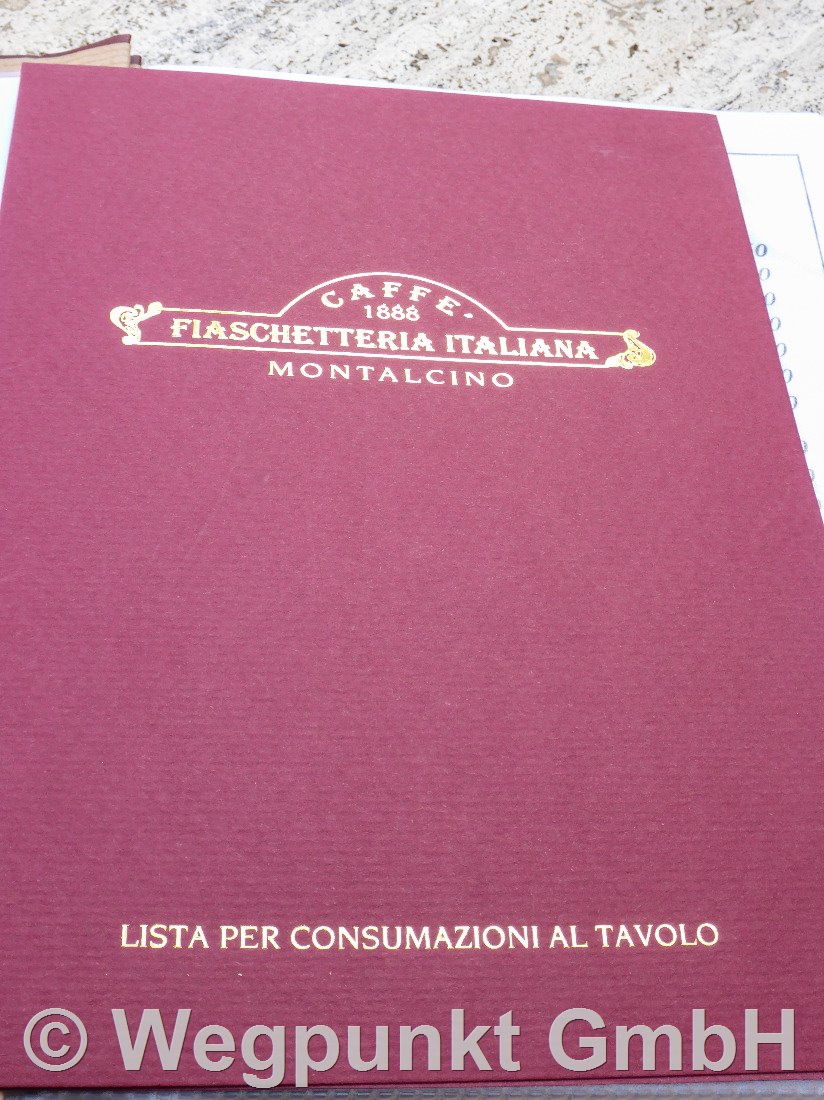 CAFFE'
1888
FIASCHETTERIA ITALIANA
MONTALCINO
LISTA PER CONSUMAZIONI AL TAVOLO
© Wegpunkt GmbH